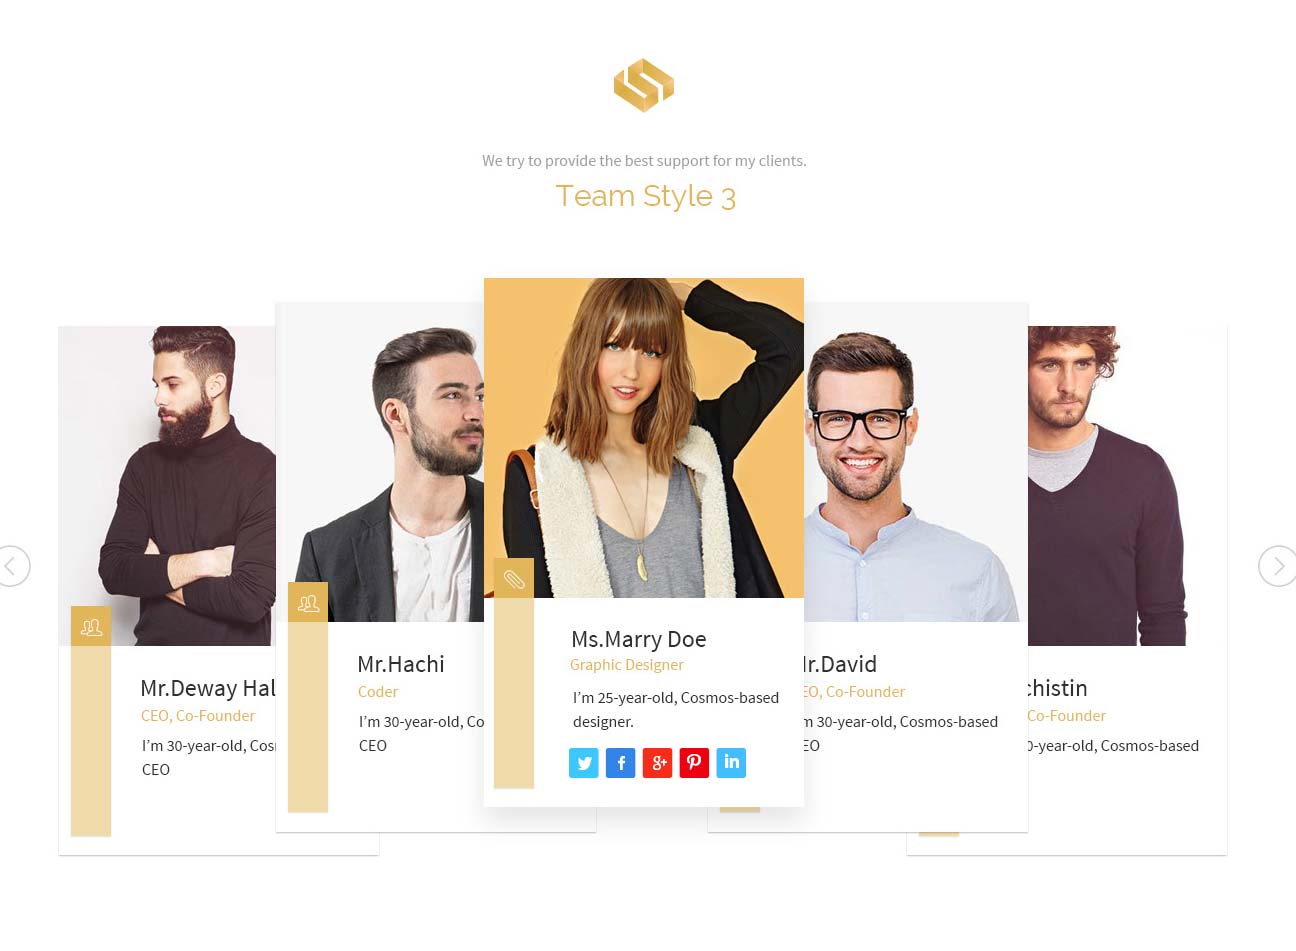 We try to provide the best support for my clients.
Team Style 3
Mr.Deway Hal
CEO, Co-Founder
I'm 30-year-old, Cos
CEO
Mr.Hachi
Coder
I'm 30-year-old, Co
CEO
Ms.Marry Doe
Graphic Designer
I'm 25-year-old, Cosmos-based
designer.
f
g+
in
Mr.David
EO, Co-Founder
m 30-year-old, Cosmos-based
EO
chistin
Co-Founder
0-year-old, Cosmos-based